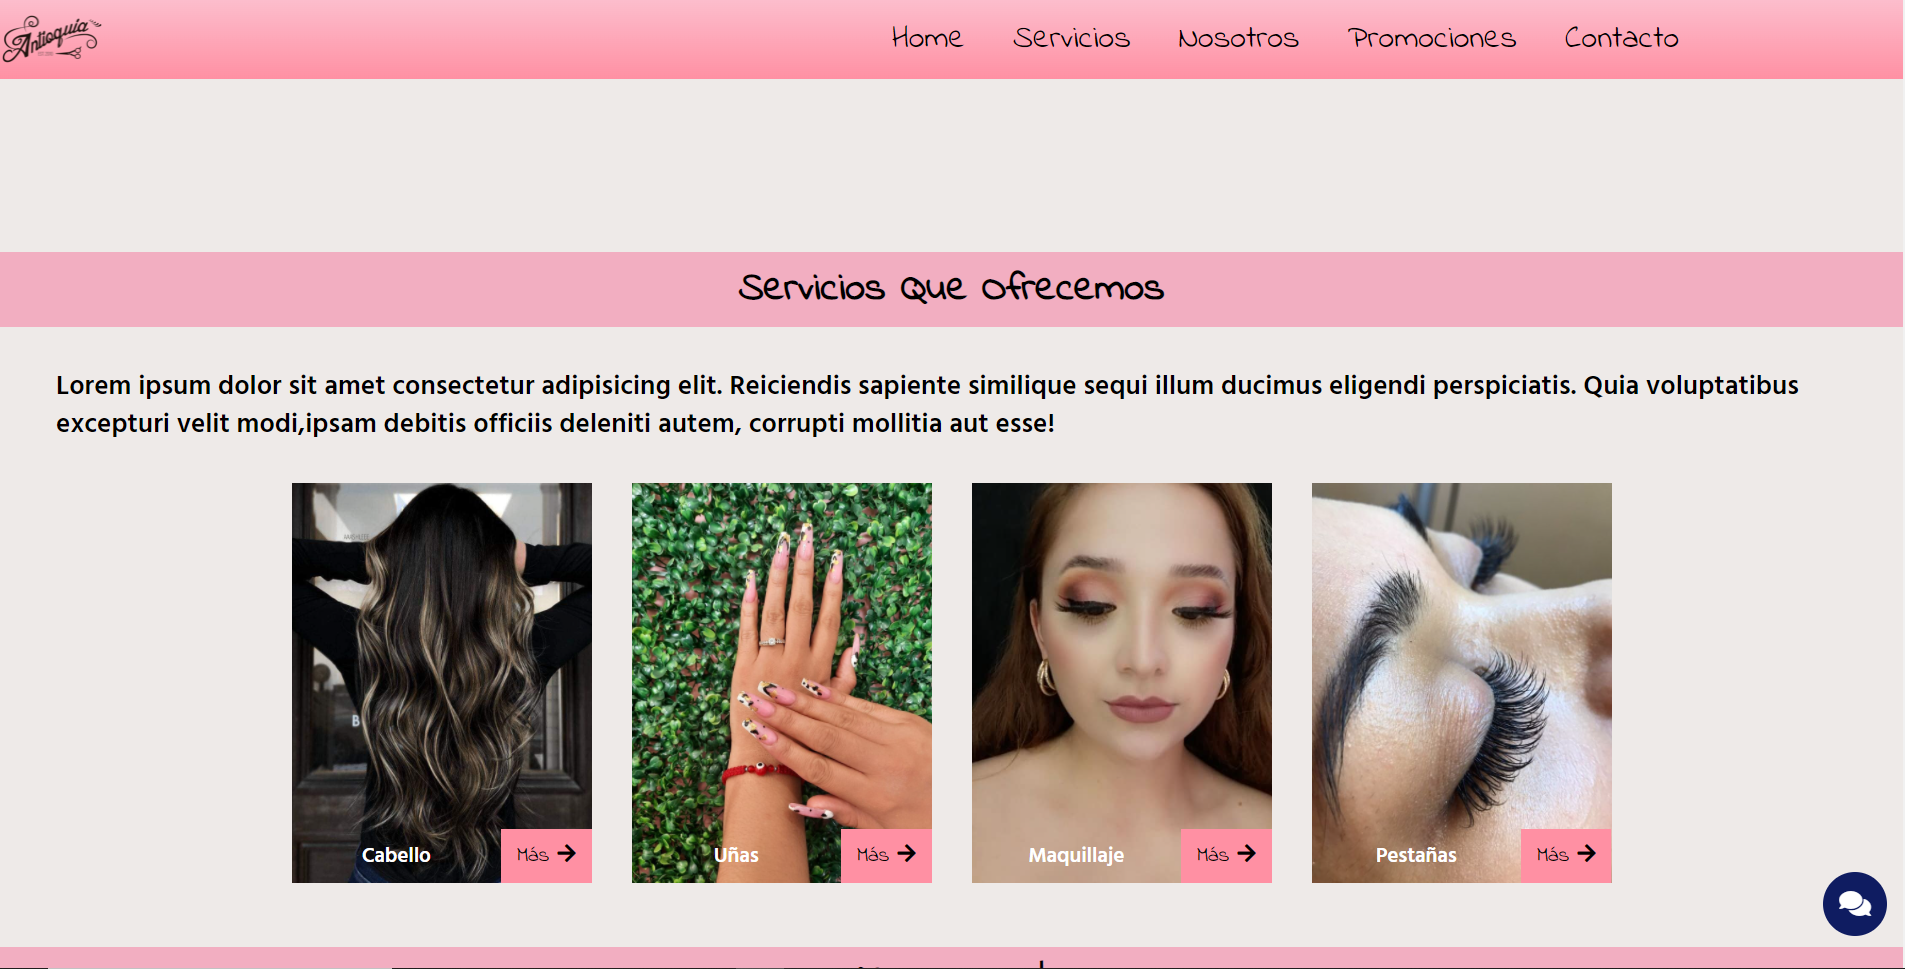 Antioquia
Home Servicios Nosotros Promociones Contacto
Servicios Que Ofrecemos
Lorem ipsum dolor sit amet consectetur adipisicing elit. Reiciendis sapiente similique sequi illum ducimus eligendi perspiciatis. Quia voluptatibus
excepturi velit modi,ipsam debitis officiis deleniti autem, corrupti mollitia aut esse!
Cabello Más
Uñas Más
Maquillaje Más
Pestañas Más